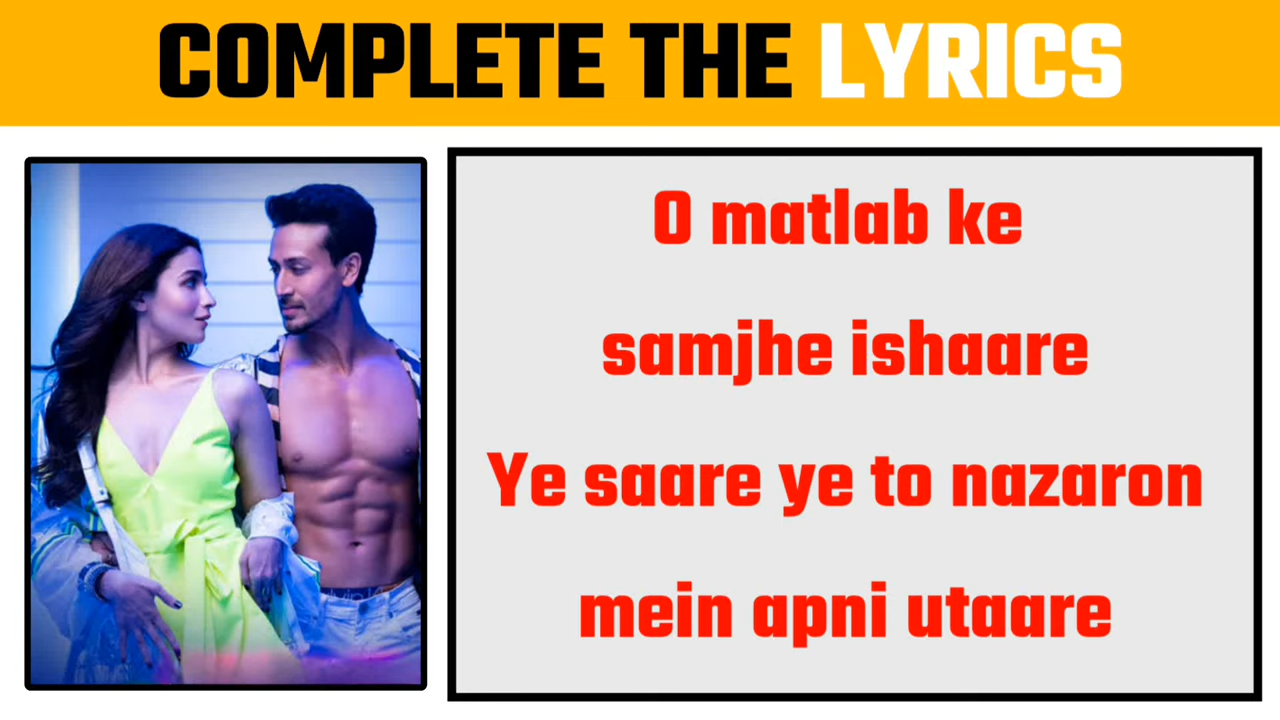 COMPLETE THE LYRICS
O matlab ke
samjhe ishaare
Ye saare ye to nazaron
mein apni utaare